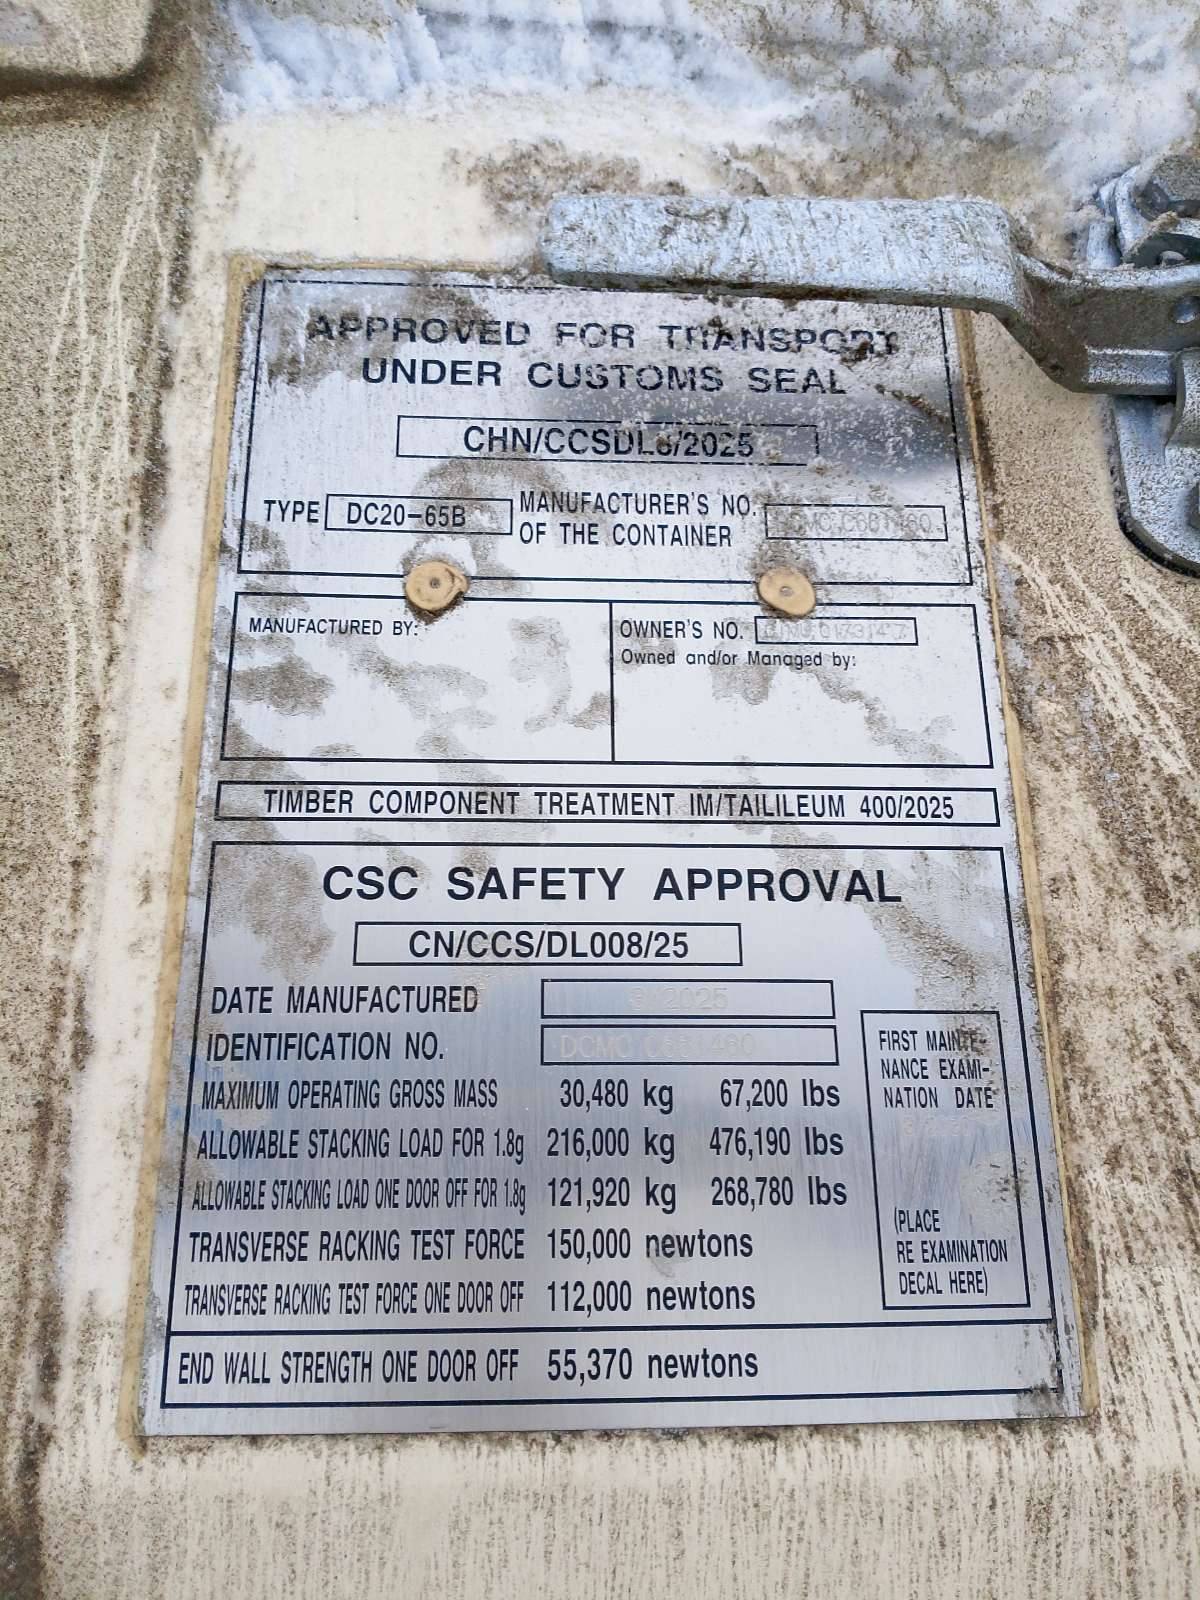 APPROVED FOR TRANSPORT
UNDER CUSTOMS SEAL
CHN/CCSDL8/2025
TYPE DC20-65B MANUFACTURER'S NO.
OF THE CONTAINER
MANUFACTURED BY:
OWNER'S NO.
Owned and/or Managed by:
TIMBER COMPONENT TREATMENT IM/TAILILEUM 400/2025
CSC SAFETY APPROVAL
CN/CCS/DL008/25
DATE MANUFACTURED
IDENTIFICATION NO.
MAXIMUM OPERATING GROSS MASS 30,480 kg 67,200 lbs
ALLOWABLE STACKING LOAD FOR 1.8g 216,000 kg 476,190 lbs
ALLOWABLE STACKING LOAD ONE DOOR OFF FOR 1.8g 121,920 kg 268,780 lbs
TRANSVERSE RACKING TEST FORCE 150,000 newtons
TRANSVERSE RACKING TEST FORCE ONE DOOR OFF 112,000 newtons
END WALL STRENGTH ONE DOOR OFF 55,370 newtons
FIRST MAINTE-
NANCE EXAMI-
NATION DATE
(PLACE
RE EXAMINATION
DECAL HERE)